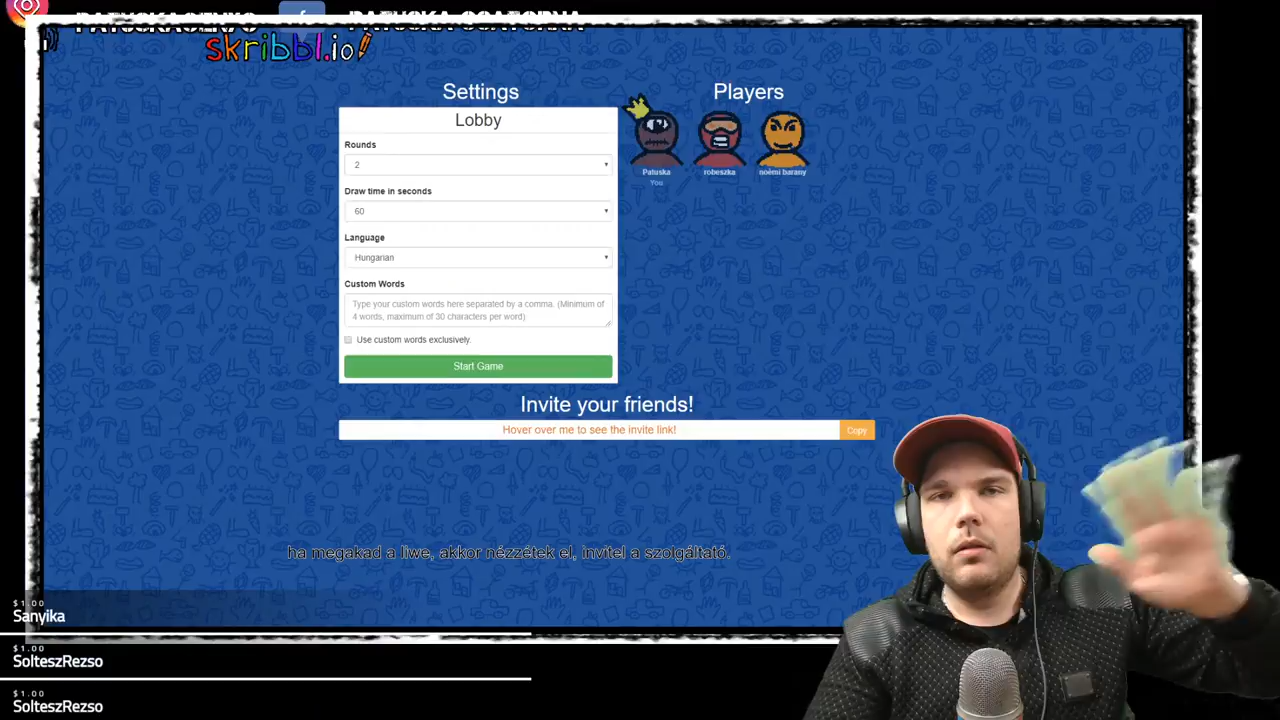 skribbl.io
Settings
Players
Lobby
Rounds
2
Draw time in seconds
60
Language
Hungarian
Custom Words
Type your custom words here separated by a comma. (Minimum of
4 words, maximum of 30 characters per word)
Use custom words exclusively.
Start Game
Patuska
You
robeszka
noémi barany
Invite your friends!
Hover over me to see the invite link!
Copy
ha megakad a liwe, akkor nézzétek el, invitel a szolgáltató.
$1.00
Sanyika
$1.00
SolteszRezso
$1.00
SolteszRezso